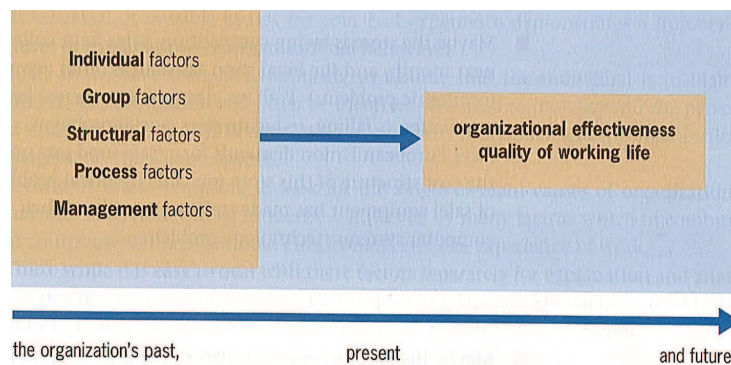 Individual factors
Group factors
Structural factors
Process factors
Management factors
organizational effectiveness
quality of working life
the organization's past,
present
and future